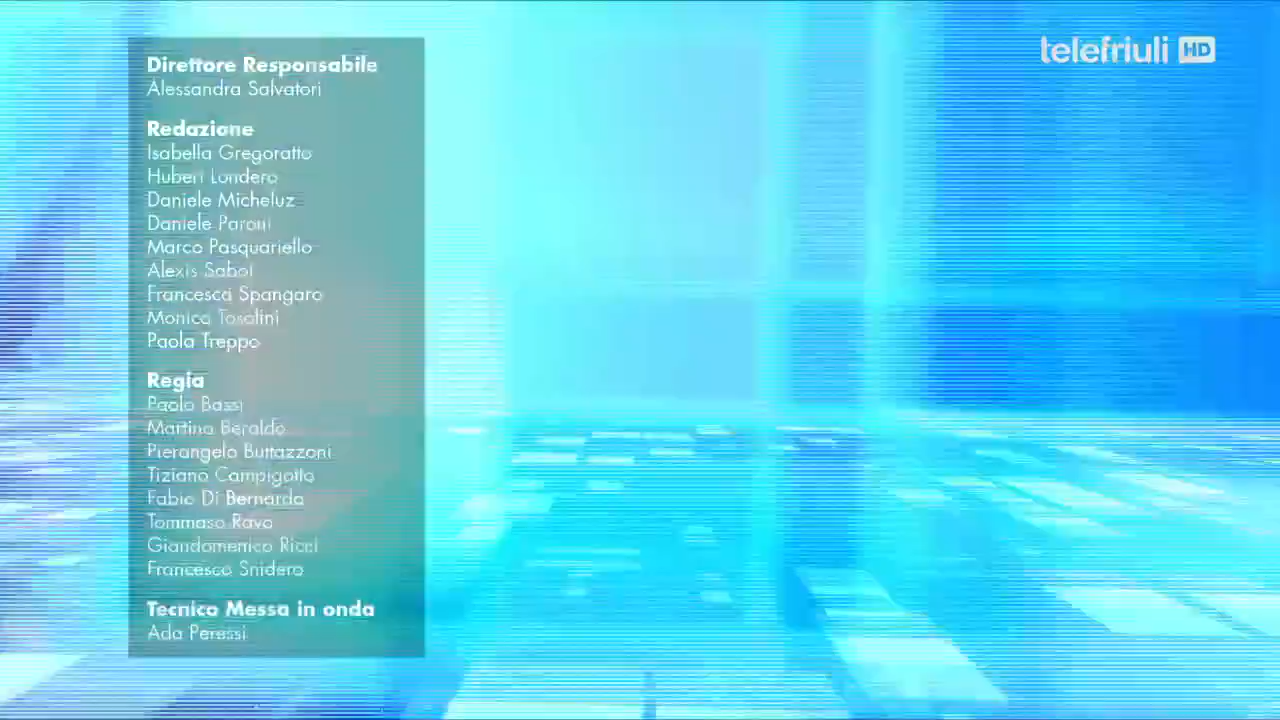 telefriuli HD
Direttore Responsabile
Alessandra Salvatori
Redazione
Isabella Gregoratto
Hubert Londero
Daniele Micheluz
Daniele Paroni
Marco Pasquariello
Alexis Sabot
Francesca Spangaro
Monica Tosolini
Paola Treppo
Regia
Paolo Bassi
Martina Beraldo
Pierangelo Buttazzoni
Tiziano Campigotto
Fabio Di Bernardo
Tommaso Ravo
Giandomenico Ricci
Francesco Snidero
Tecnico Messa in onda
Ada Peressi